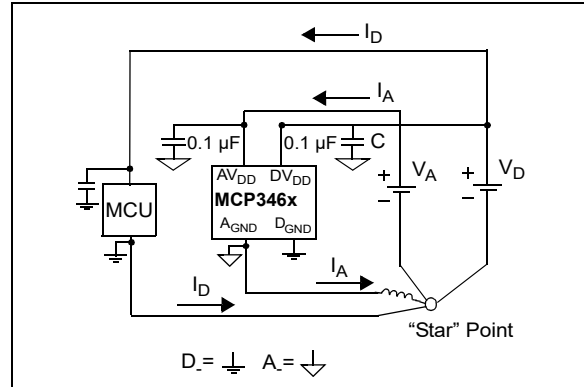 I_D
I_A
0.1 µF
0.1 µF
C
AV_DD DV_DD
MCP346x
A_GND D_GND
MCU
+
−
V_A
+
−
V_D
I_A
I_D
“Star” Point
D_-= A_-=